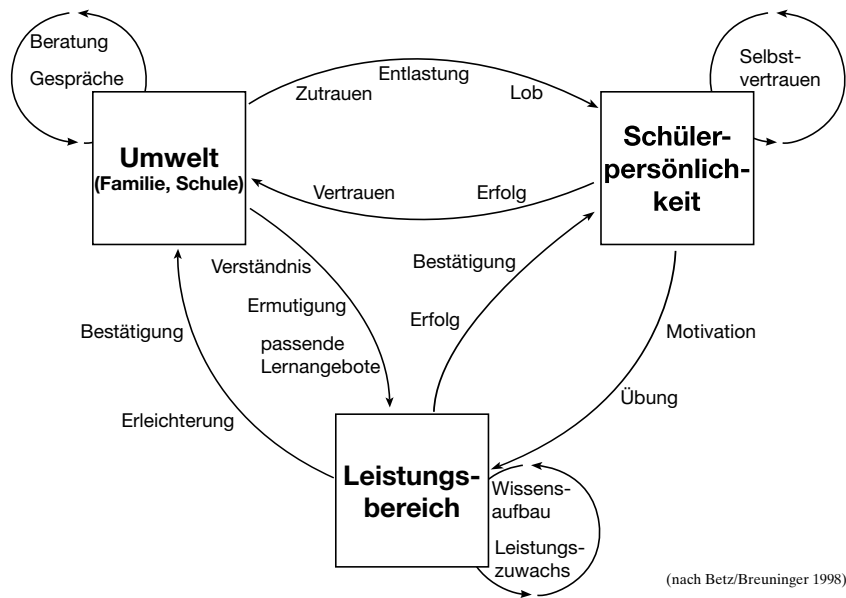 Beratung
Gespräche
Entlastung
Zutrauen
Lob
Selbst-
vertrauen
Umwelt
(Familie, Schule)
Schüler-
persönlich-
keit
Vertrauen
Erfolg
Verständnis
Ermutigung
passende
Lernangebote
Bestätigung
Erfolg
Bestätigung
Erleichterung
Motivation
Übung
Leistungs-
bereich
Wissens-
aufbau
Leistungs-
zuwachs
(nach Betz/Breuninger 1998)